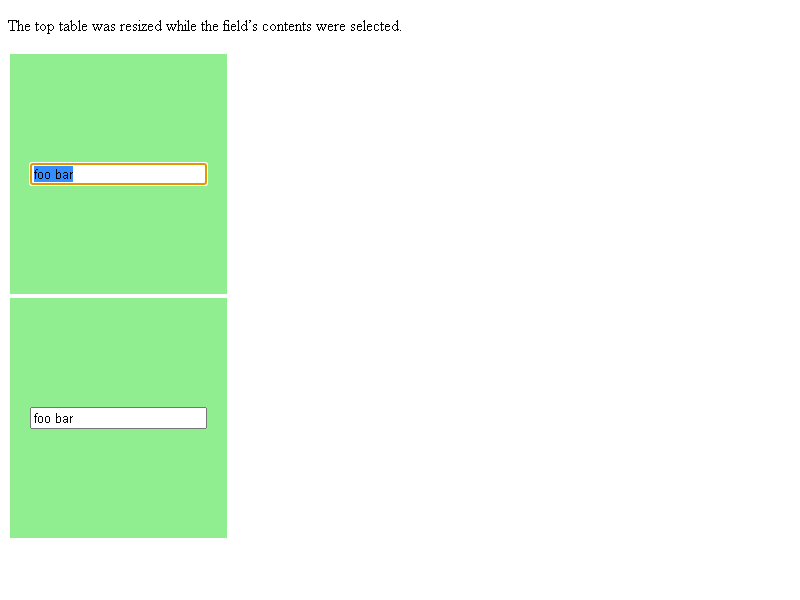 The top table was resized while the field’s contents were selected.
foo bar
foo bar